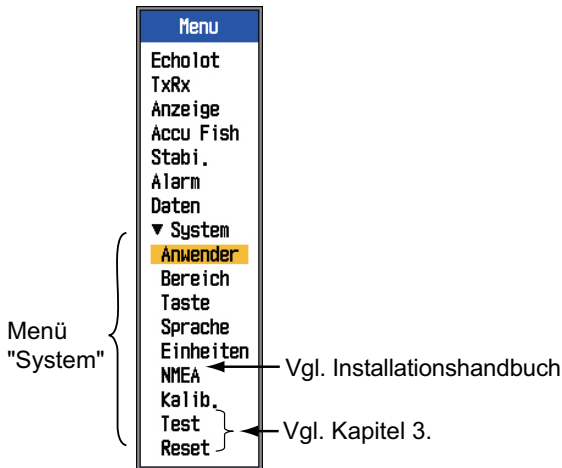 Menu
Echolot
TxRx
Anzeige
Accu Fish
Stabi.
Alarm
Daten
▼ System
Anwender
Bereich
Taste
Sprache
Einheiten
NMEA
Kalib.
Test
Reset
Menü
"System"
Vgl. Installationshandbuch
Vgl. Kapitel 3.